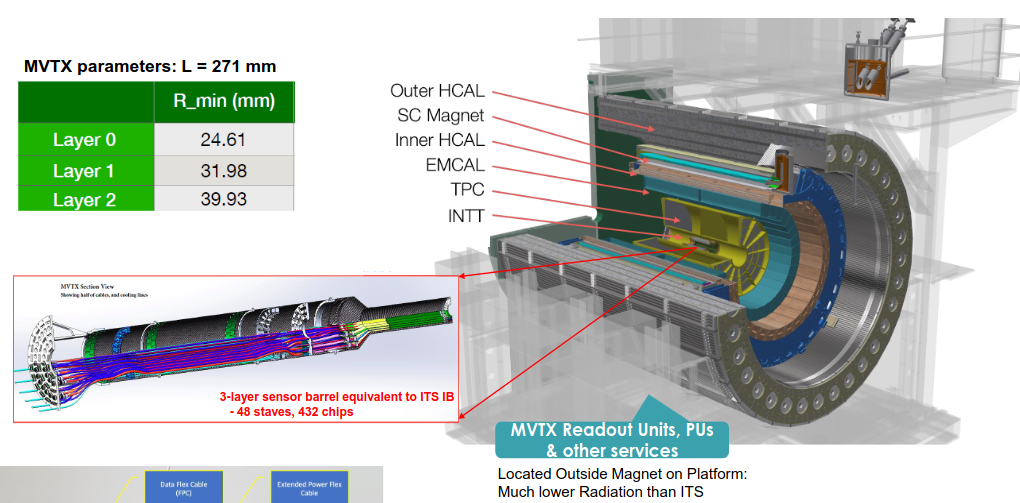 MVTX parameters: L = 271 mm
R_min (mm)
Layer 0 24.61
Layer 1 31.98
Layer 2 39.93
Outer HCAL
SC Magnet
Inner HCAL
EMCAL
TPC
INTT
MVTX Section View
Showing half of cables, and cooling lines
3-layer sensor barrel equivalent to ITS IB
- 48 staves, 432 chips
MVTX Readout Units, PUs
& other services
Located Outside Magnet on Platform:
Much lower Radiation than ITS
Data Flex Cable
(FPC)
Extended Power Flex
Cable